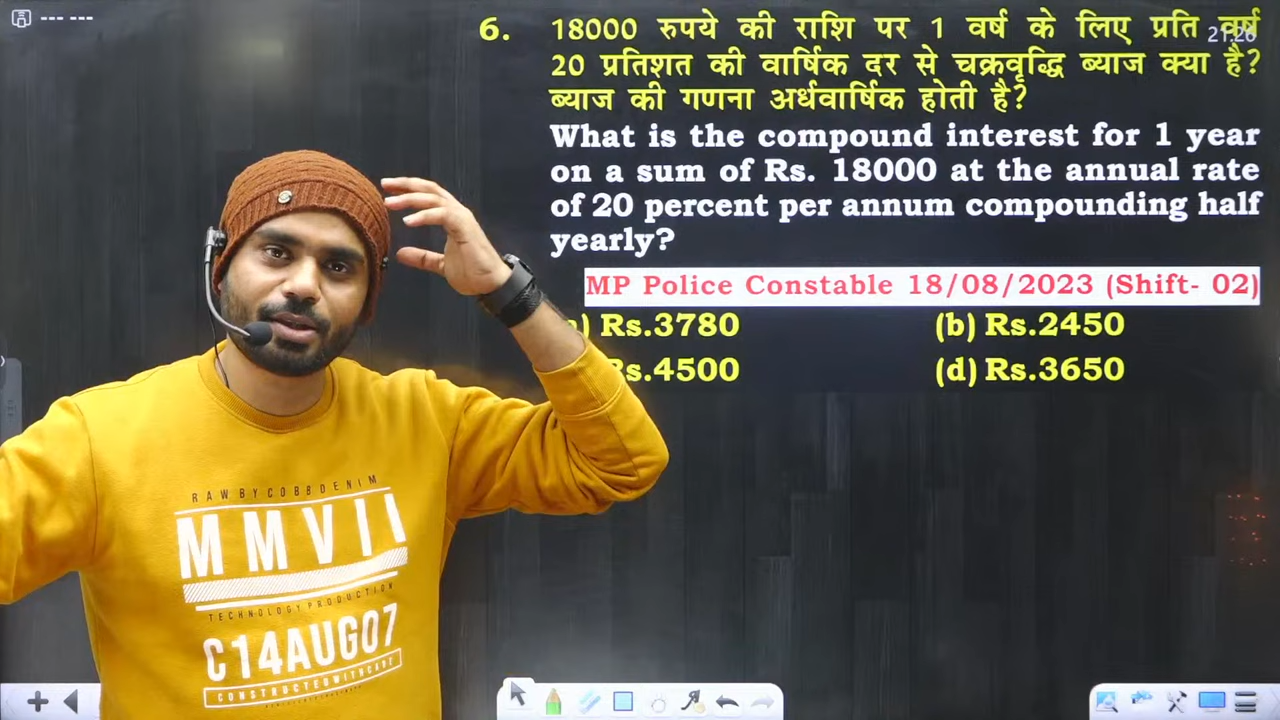 6. 18000 रुपये की राशि पर 1 वर्ष के लिए प्रति वर्ष
20 प्रतिशत की वार्षिक दर से चक्रवृद्धि ब्याज क्या है?
ब्याज की गणना अर्धवार्षिक होती है?
What is the compound interest for 1 year
on a sum of Rs. 18000 at the annual rate
of 20 percent per annum compounding half
yearly?
MP Police Constable 18/08/2023 (Shift- 02)
) Rs.3780 (b) Rs.2450
Rs.4500 (d) Rs.3650
RAW BY COBB DENIM
MMVII
TECHNOLOGY PRODUCTION
C14AUG07
CONSTRUCTEDWITHCARE